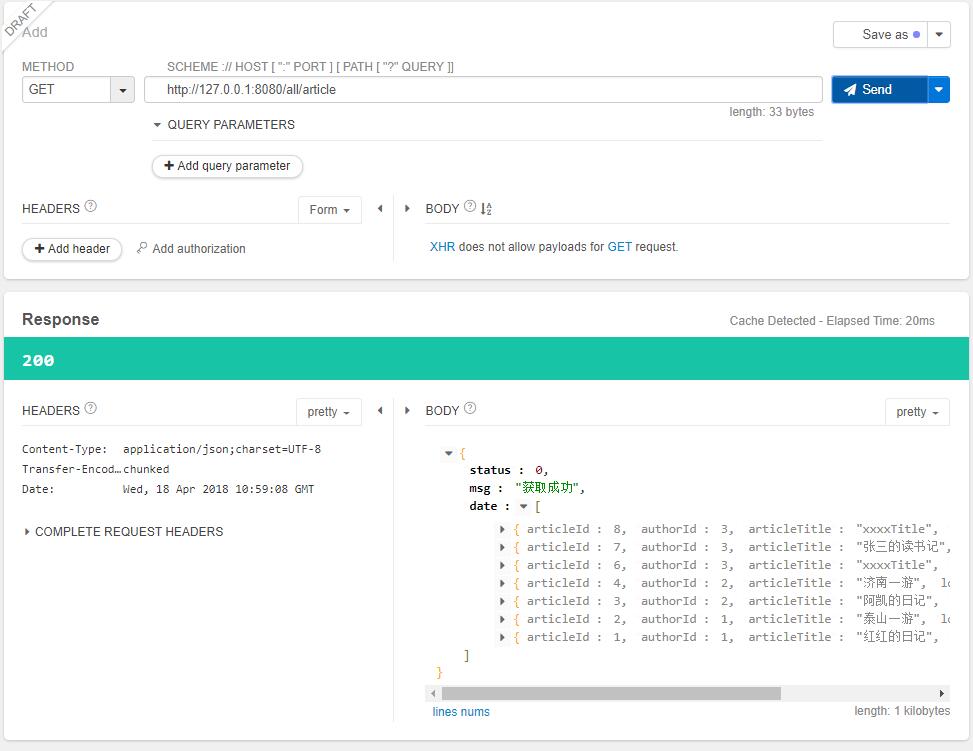 DRAFT
Add
Save as
METHOD
SCHEME :// HOST [ ":" PORT ] [ PATH [ "?" QUERY ]]
GET
http://127.0.0.1:8080/all/article
Send
length: 33 bytes
QUERY PARAMETERS
+ Add query parameter
HEADERS ?
Form
BODY ?
+ Add header
Add authorization
XHR does not allow payloads for GET request.
Response
Cache Detected - Elapsed Time: 20ms
200
HEADERS ?
pretty
BODY ?
pretty
Content-Type: application/json;charset=UTF-8
Transfer-Encod… chunked
Date: Wed, 18 Apr 2018 10:59:08 GMT
COMPLETE REQUEST HEADERS
{
status : 0,
msg : "获取成功",
date : [
{ articleId : 8, authorId : 3, articleTitle : "xxxxTitle",
{ articleId : 7, authorId : 3, articleTitle : "张三的读书记",
{ articleId : 6, authorId : 3, articleTitle : "xxxxTitle",
{ articleId : 4, authorId : 2, articleTitle : "济南一游",
{ articleId : 3, authorId : 2, articleTitle : "阿凯的日记",
{ articleId : 2, authorId : 1, articleTitle : "泰山一游",
{ articleId : 1, authorId : 1, articleTitle : "红红的日记",
]
}
lines nums
length: 1 kilobytes